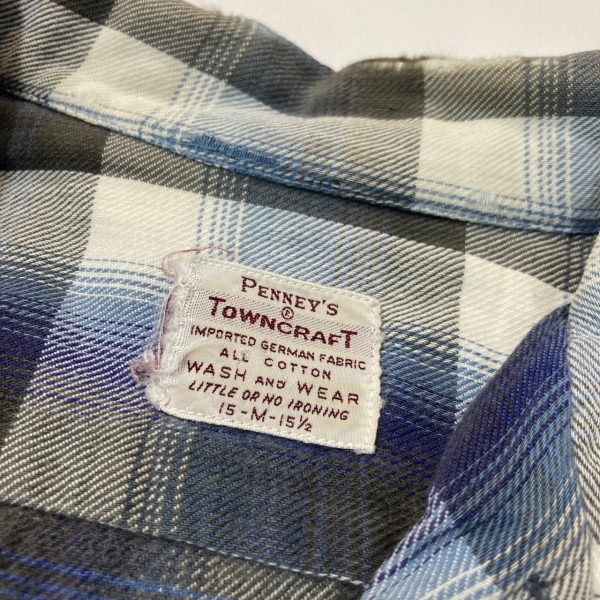 PENNEY'S
®
TOWNCRAFT
IMPORTED GERMAN FABRIC
ALL COTTON
WASH AND WEAR
LITTLE OR NO IRONING
15-M-15½